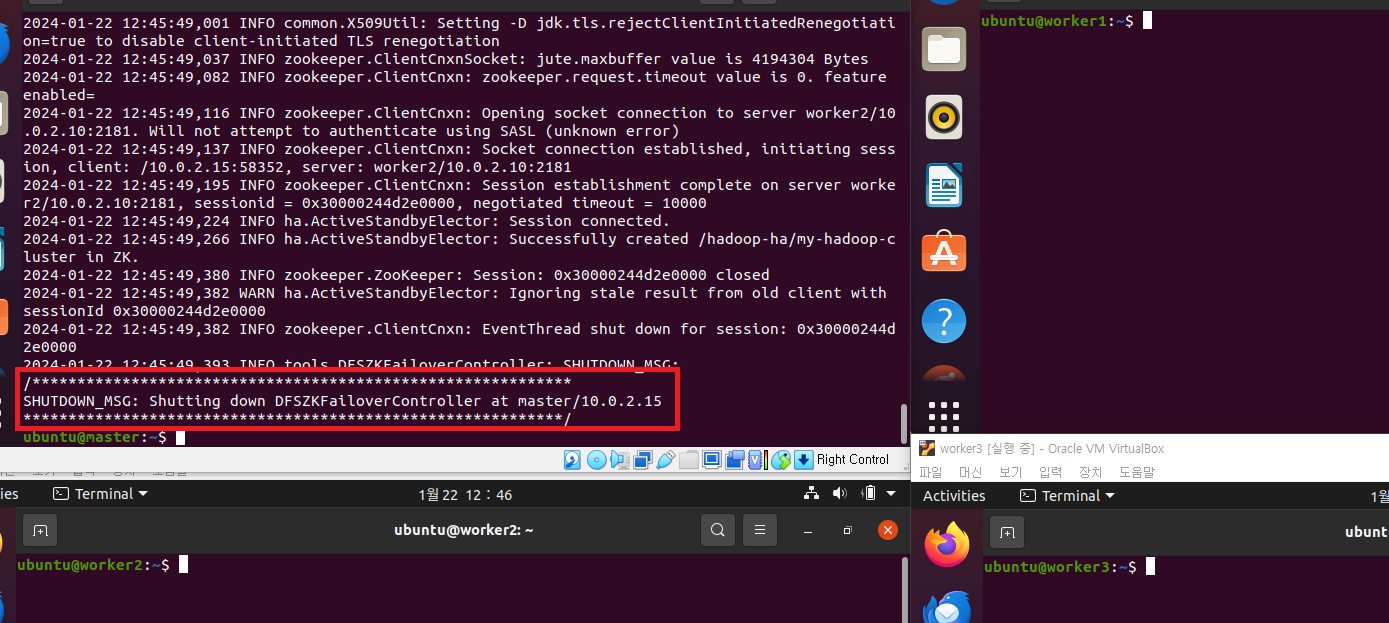 2024-01-22 12:45:49,001 INFO common.X509Util: Setting -D jdk.tls.rejectClientInitiatedRenegotiati
on=true to disable client-initiated TLS renegotiation
2024-01-22 12:45:49,037 INFO zookeeper.ClientCnxnSocket: jute.maxbuffer value is 4194304 Bytes
2024-01-22 12:45:49,082 INFO zookeeper.ClientCnxn: zookeeper.request.timeout value is 0. feature
enabled=
2024-01-22 12:45:49,116 INFO zookeeper.ClientCnxn: Opening socket connection to server worker2/10
.0.2.10:2181. Will not attempt to authenticate using SASL (unknown error)
2024-01-22 12:45:49,137 INFO zookeeper.ClientCnxn: Socket connection established, initiating sess
ion, client: /10.0.2.15:58352, server: worker2/10.0.2.10:2181
2024-01-22 12:45:49,195 INFO zookeeper.ClientCnxn: Session establishment complete on server worke
r2/10.0.2.10:2181, sessionid = 0x30000244d2e0000, negotiated timeout = 10000
2024-01-22 12:45:49,224 INFO ha.ActiveStandbyElector: Session connected.
2024-01-22 12:45:49,266 INFO ha.ActiveStandbyElector: Successfully created /hadoop-ha/my-hadoop-c
luster in ZK.
2024-01-22 12:45:49,380 INFO zookeeper.ZooKeeper: Session: 0x30000244d2e0000 closed
2024-01-22 12:45:49,382 WARN ha.ActiveStandbyElector: Ignoring stale result from old client with
sessionId 0x30000244d2e0000
2024-01-22 12:45:49,382 INFO zookeeper.ClientCnxn: EventThread shut down for session: 0x30000244d
2e0000
2024-01-22 12:45:49,393 INFO tools.DFSZKFailoverController: SHUTDOWN_MSG:
/************************************************************
SHUTDOWN_MSG: Shutting down DFSZKFailoverController at master/10.0.2.15
************************************************************/
ubuntu@master:~$
Right Control
ubuntu@worker1:~$
ies
Terminal
1월 22 12 : 46
ubuntu@worker2: ~
ubuntu@worker2:~$
worker3 [실행 중] - Oracle VM VirtualBox
파일 머신 보기 입력 장치 도움말
Activities
Terminal
1월
ubunt
ubuntu@worker3:~$